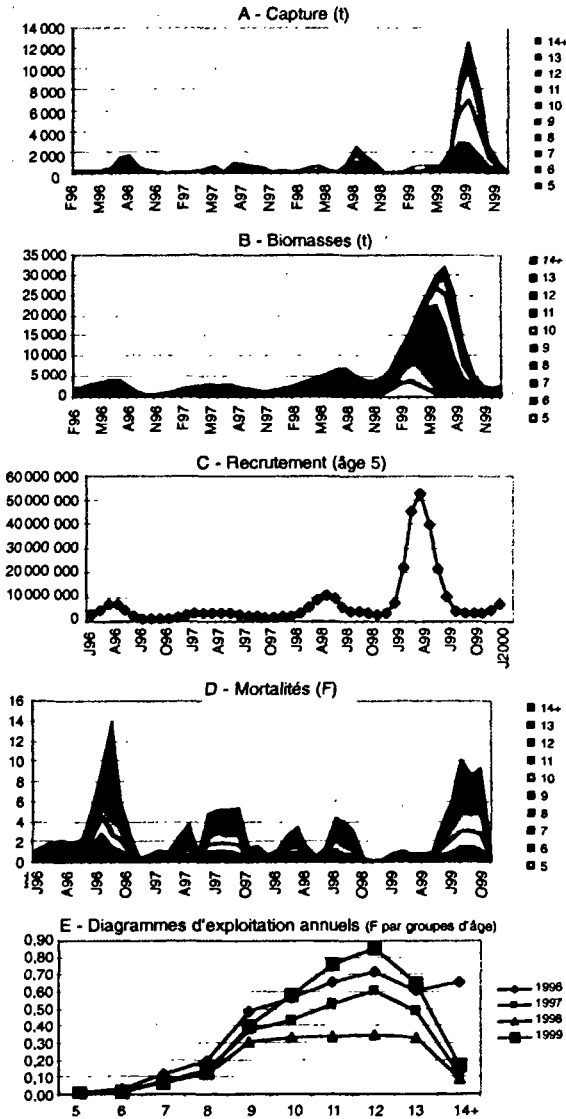 A - Capture (t)
14 000
12 000
10 000
8 000
6 000
4 000
2 000
0
F96
M96
A96
N96
F97
M97
A97
N97
F98
M98
A98
N98
F99
M99
A99
N99
14+
13
12
11
10
9
8
7
6
5
B - Biomasses (t)
35 000
30 000
25 000
20 000
15 000
10 000
5 000
0
F96
M96
A96
N96
F97
M97
A97
N97
F98
M98
A98
N98
F99
M99
A99
N99
14+
13
12
11
10
9
8
7
6
5
C - Recrutement (âge 5)
60 000 000
50 000 000
40 000 000
30 000 000
20 000 000
10 000 000
0
J96
A96
J96
O96
J97
A97
J97
O97
J98
A98
J98
O98
J99
A99
J99
O99
J2000
D - Mortalités (F)
16
14
12
10
8
6
4
2
0
J96
A96
J96
O96
J97
A97
J97
O97
J98
A98
J98
O98
J99
A99
J99
O99
14+
13
12
11
10
9
8
7
6
5
E - Diagrammes d'exploitation annuels (F par groupes d'âge)
0,90
0,80
0,70
0,60
0,50
0,40
0,30
0,20
0,10
0,00
5 6 7 8 9 10 11 12 13 14+
1996
1997
1998
1999